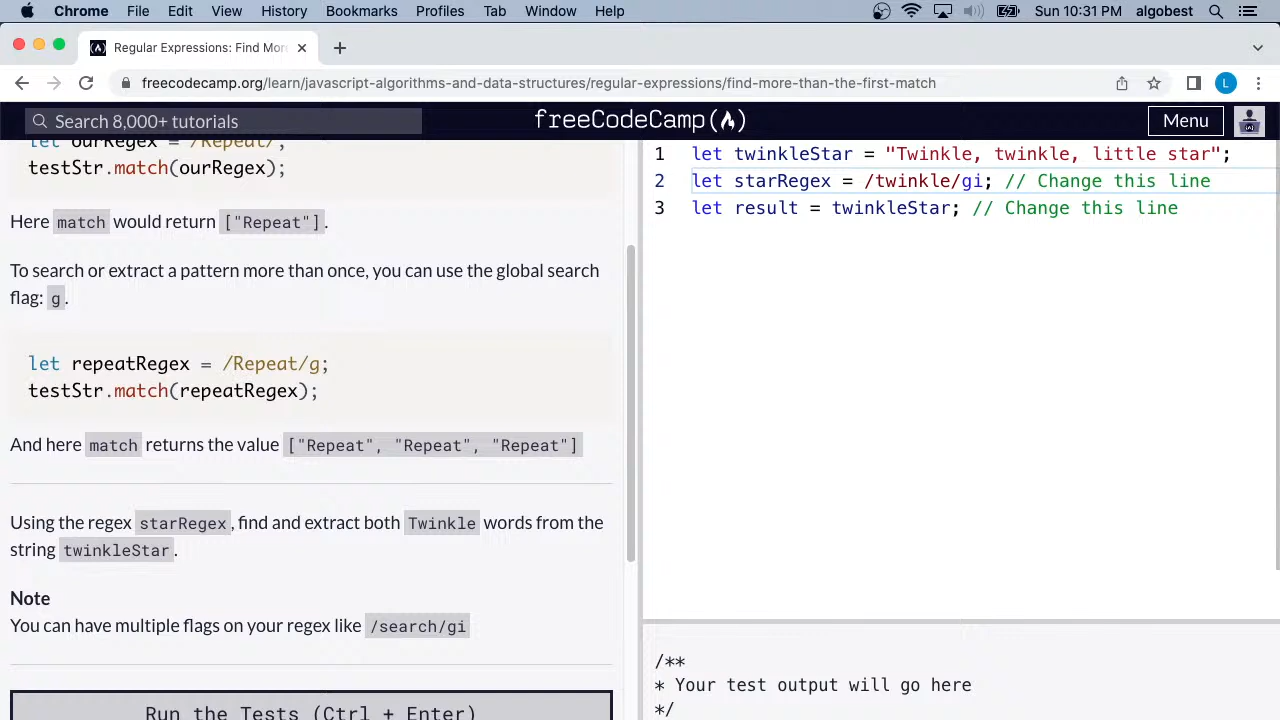 Chrome File Edit View History Bookmarks Profiles Tab Window Help Sun 10:31 PM algobest
Regular Expressions: Find More
freecodecamp.org/learn/javascript-algorithms-and-data-structures/regular-expressions/find-more-than-the-first-match L
Search 8,000+ tutorials freeCodeCamp Menu
let ourRegex = /Repeat/;
testStr.match(ourRegex);
Here match would return ["Repeat"].
To search or extract a pattern more than once, you can use the global search
flag: g.
let repeatRegex = /Repeat/g;
testStr.match(repeatRegex);
And here match returns the value ["Repeat", "Repeat", "Repeat"]
Using the regex starRegex, find and extract both Twinkle words from the
string twinkleStar.
Note
You can have multiple flags on your regex like /search/gi
Run the Tests (Ctrl + Enter)
1 let twinkleStar = "Twinkle, twinkle, little star";
2 let starRegex = /twinkle/gi; // Change this line
3 let result = twinkleStar; // Change this line
/**
* Your test output will go here
*/